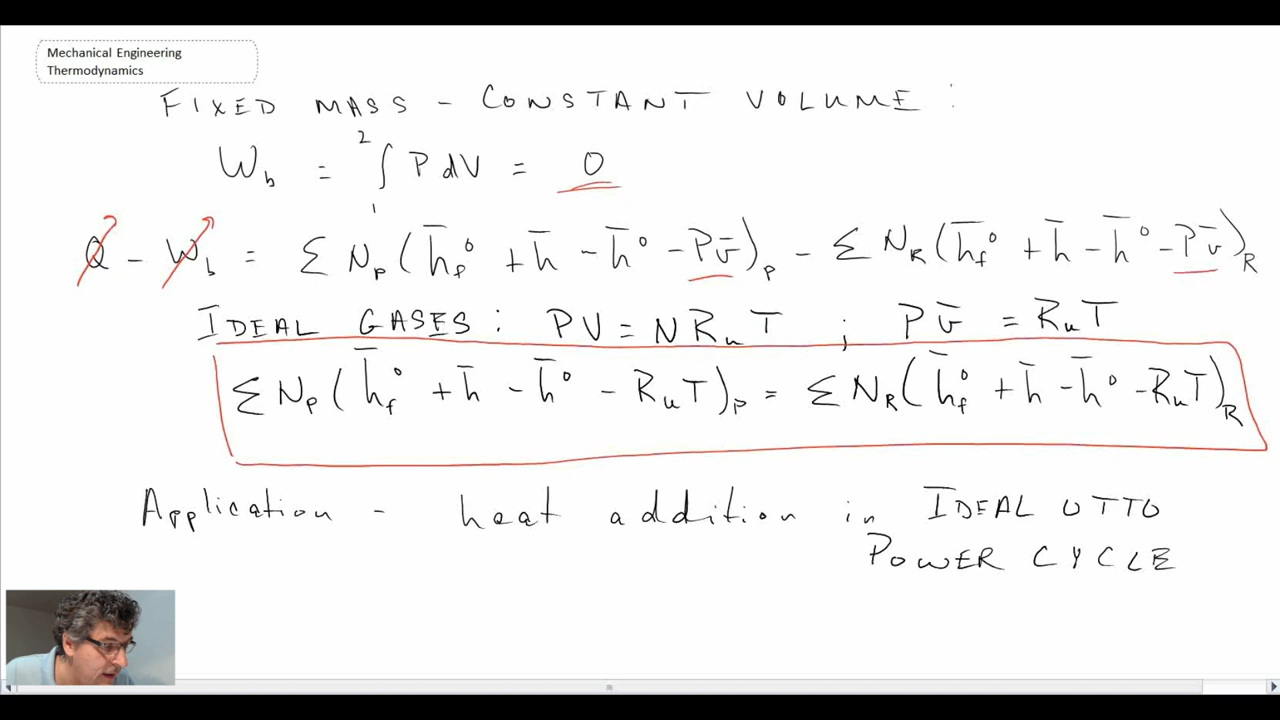 Mechanical Engineering
Thermodynamics
FIXED MASS - CONSTANT VOLUME :
W_b = ∫₁² P dV = 0
Q - W_b = Σ N_P (h̄_f° + h̄ - h̄° - Pv̄)_P - Σ N_R (h̄_f° + h̄ - h̄° - Pv̄)_R
IDEAL GASES : PV = N R_u T ; P v̄ = R_u T
Σ N_P (h̄_f° + h̄ - h̄° - R_u T)_P = Σ N_R (h̄_f° + h̄ - h̄° - R_u T)_R
Application - heat addition in IDEAL OTTO
POWER CYCLE